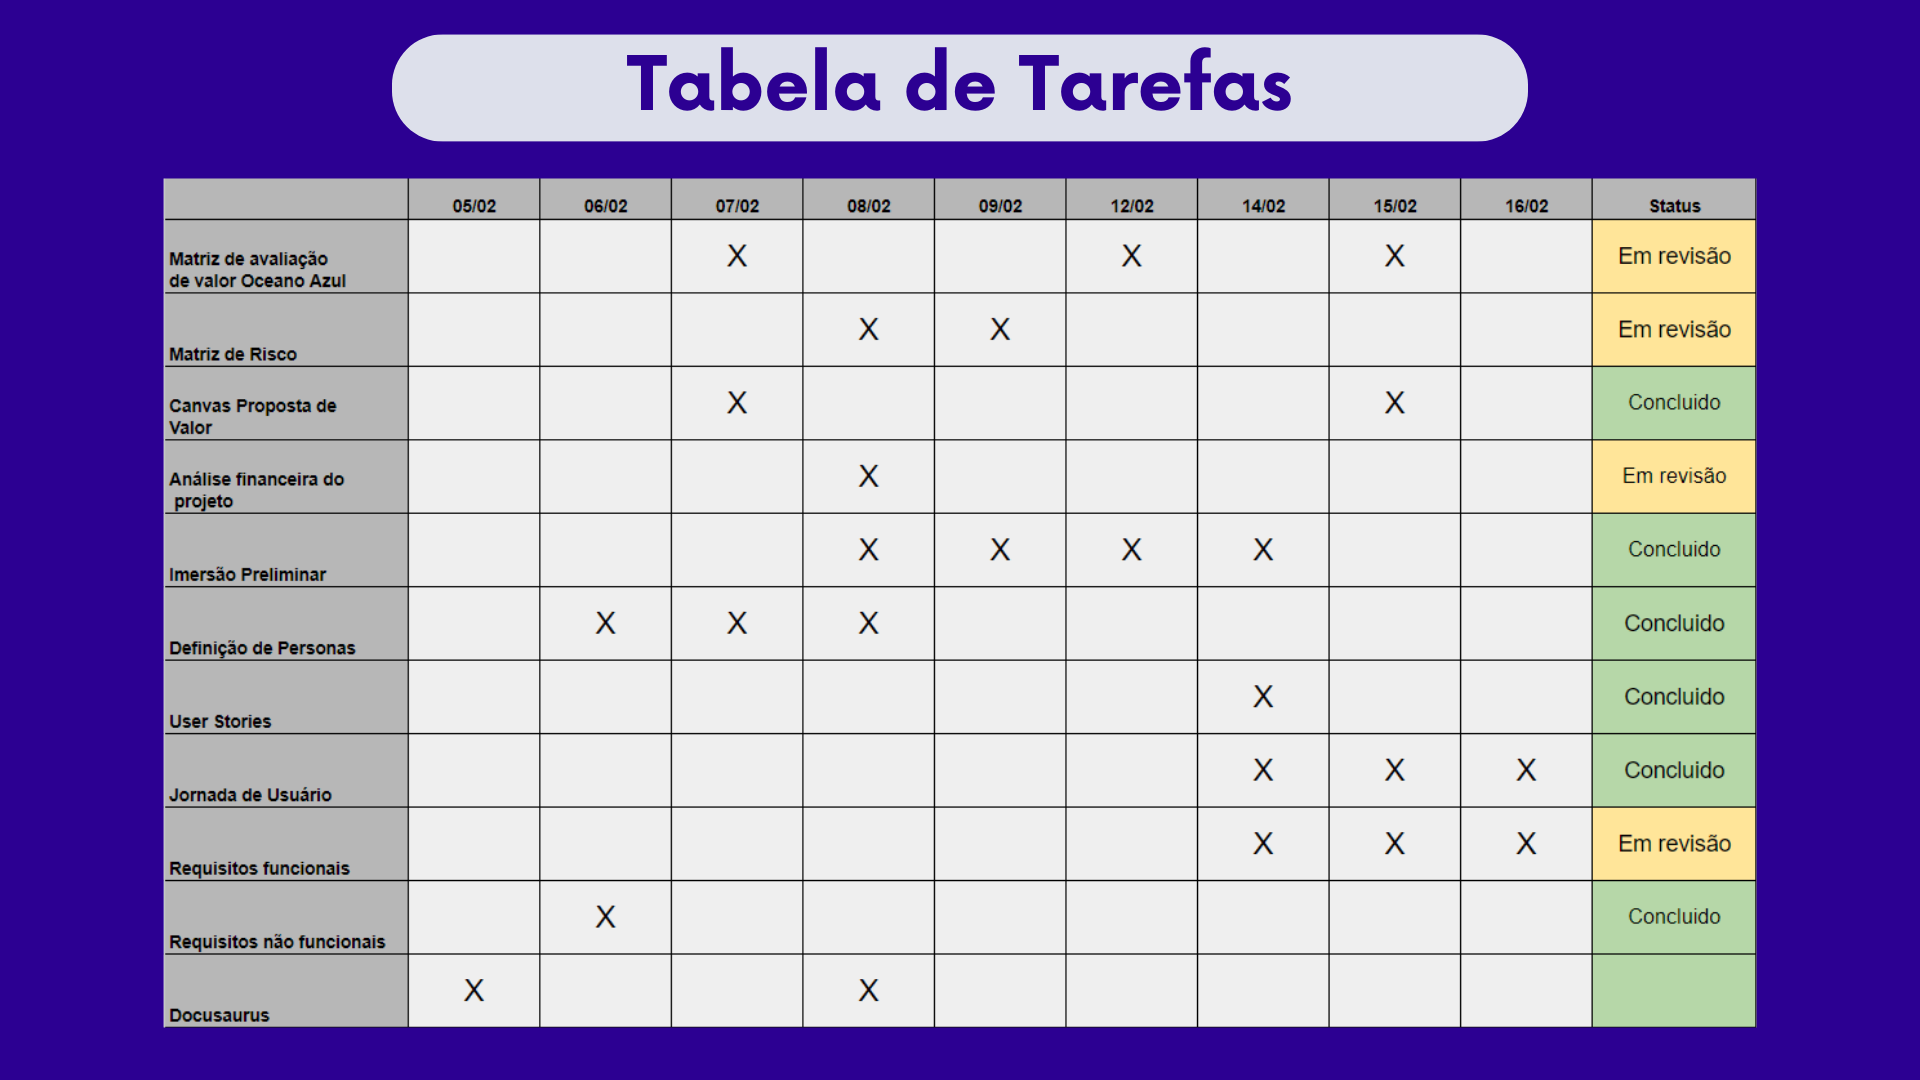 Tabela de Tarefas
05/02 06/02 07/02 08/02 09/02 12/02 14/02 15/02 16/02 Status
Matriz de avaliação
de valor Oceano Azul X X X Em revisão
Matriz de Risco X X Em revisão
Canvas Proposta de
Valor X X Concluido
Análise financeira do
projeto X Em revisão
Imersão Preliminar X X X X Concluido
Definição de Personas X X X Concluido
User Stories X Concluido
Jornada de Usuário X X X Concluido
Requisitos funcionais X X X Em revisão
Requisitos não funcionais X Concluido
Docusaurus X X